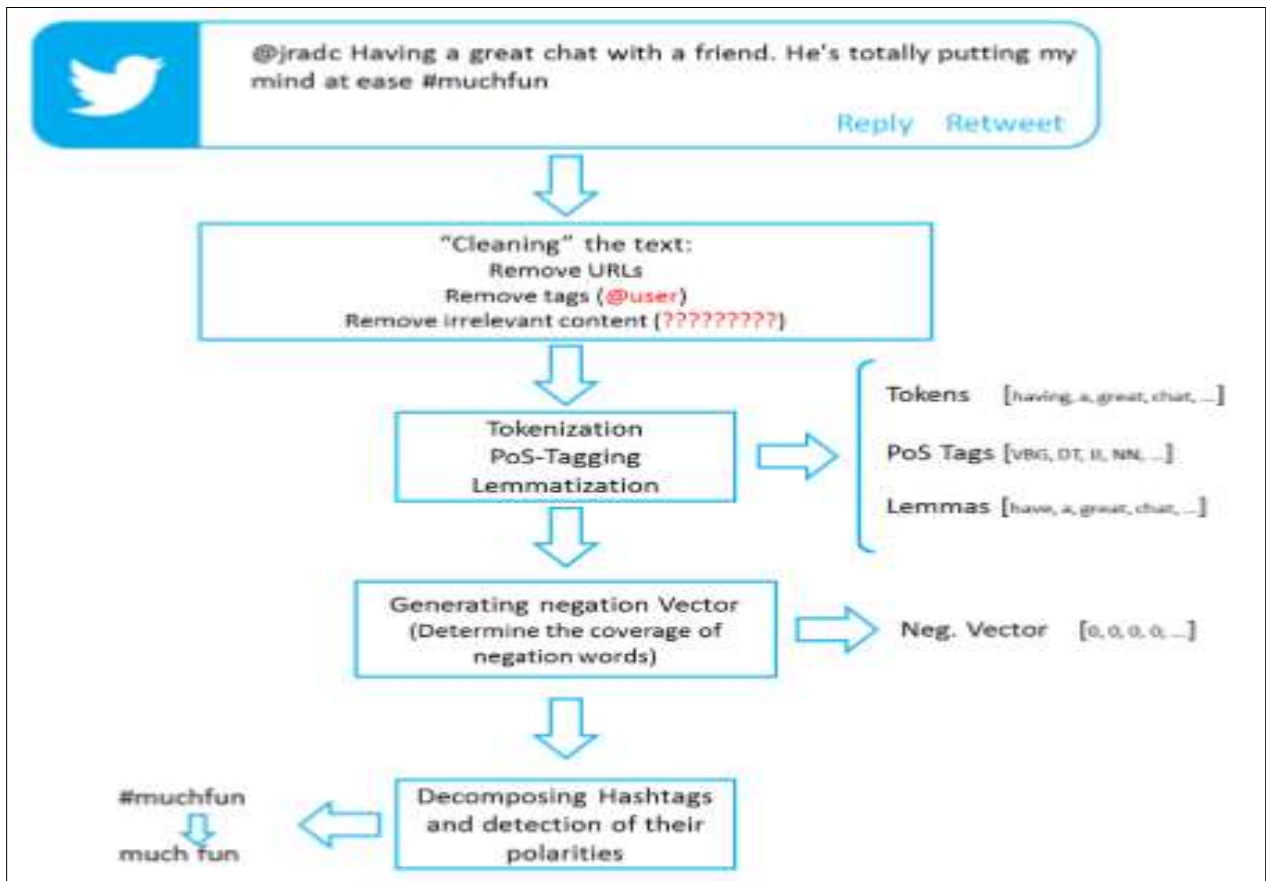 @jradc Having a great chat with a friend. He's totally putting my
mind at ease #muchfun
Reply Retweet
"Cleaning" the text:
Remove URLs
Remove tags (@user)
Remove irrelevant content (?????????)
Tokenization
PoS-Tagging
Lemmatization
Tokens [having, a, great, chat, ...]
PoS Tags [VBG, DT, JJ, NN, ...]
Lemmas [have, a, great, chat, ...]
Generating negation Vector
(Determine the coverage of
negation words)
Neg. Vector [0, 0, 0, 0, ...]
Decomposing Hashtags
and detection of their
polarities
#muchfun
much fun